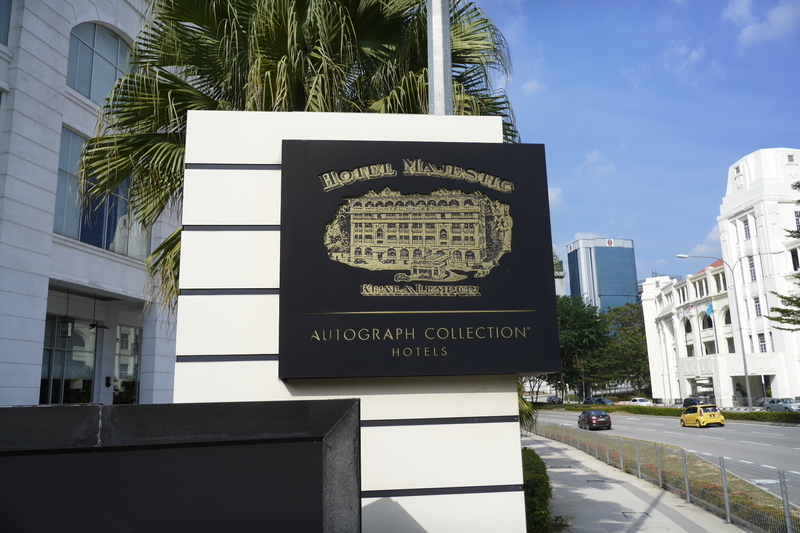 HOTEL MAJESTIC
KUALA LUMPUR
AUTOGRAPH COLLECTION®
HOTELS